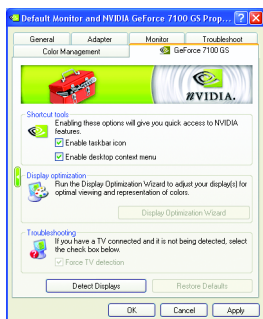 Default Monitor and NVIDIA GeForce 7100 GS Prop...
General
Adapter
Monitor
Troubleshoot
Color Management
GeForce 7100 GS
NVIDIA.
Shortcut tools
Enabling these options will give you quick access to NVIDIA
features.
Enable taskbar icon
Enable desktop context menu
Display optimization
Run the Display Optimization Wizard to adjust your display(s) for
optimal viewing and representation of colors.
Display Optimization Wizard
Troubleshooting
If you have a TV connected and it is not being detected, select
the check box below.
Force TV detection
Detect Displays
Restore Defaults
OK
Cancel
Apply